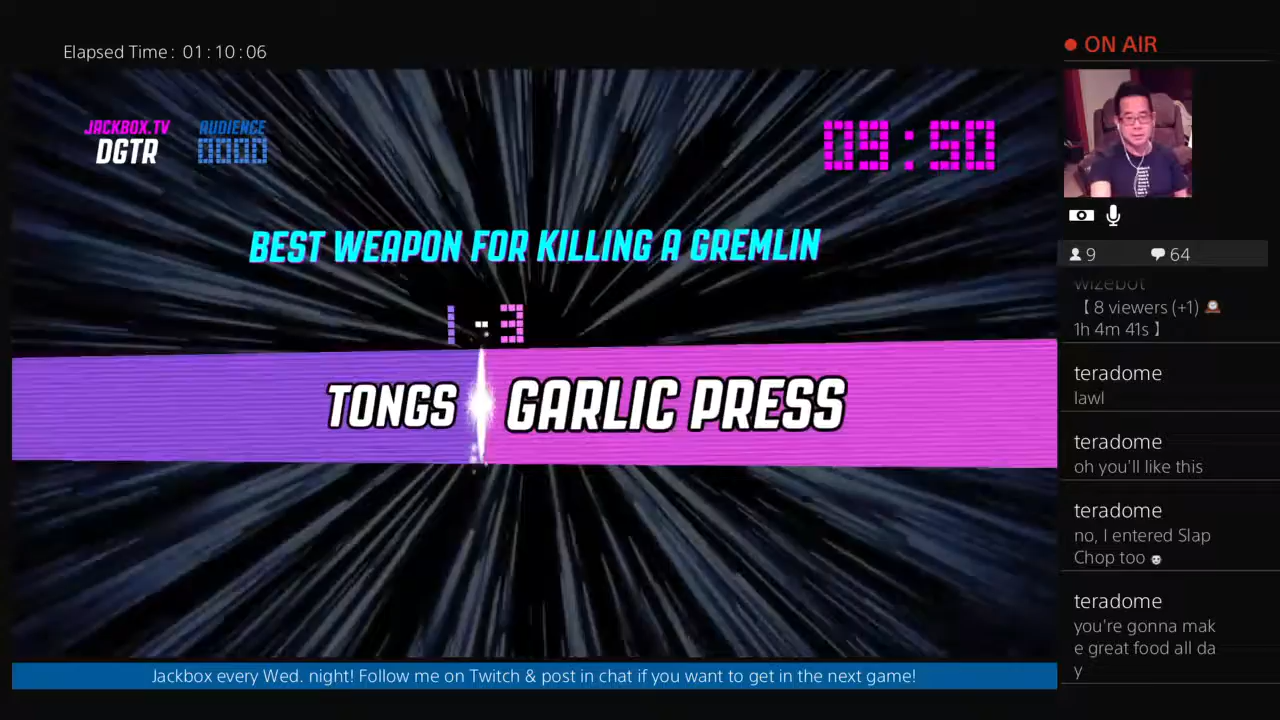 Elapsed Time: 01:10:06
ON AIR
JACKBOX.TV
DGTR
AUDIENCE
0000
09:50
BEST WEAPON FOR KILLING A GREMLIN
1-3
TONGS
GARLIC PRESS
9
64
wizebot
【 8 viewers (+1)
1h 4m 41s 】
teradome
lawl
teradome
oh you'll like this
teradome
no, I entered Slap
Chop too
teradome
you're gonna mak
e great food all da
y
Jackbox every Wed. night! Follow me on Twitch & post in chat if you want to get in the next game!